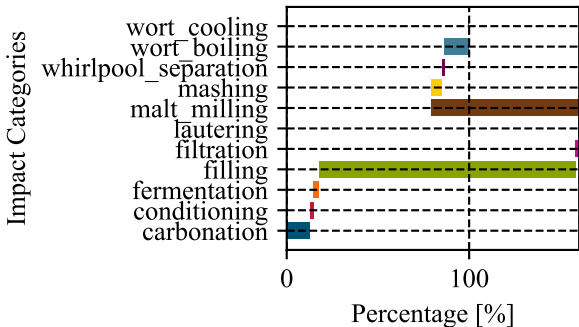 Impact Categories
wort_cooling
wort_boiling
whirlpool_separation
mashing
malt_milling
lautering
filtration
filling
fermentation
conditioning
carbonation
0 100
Percentage [%]